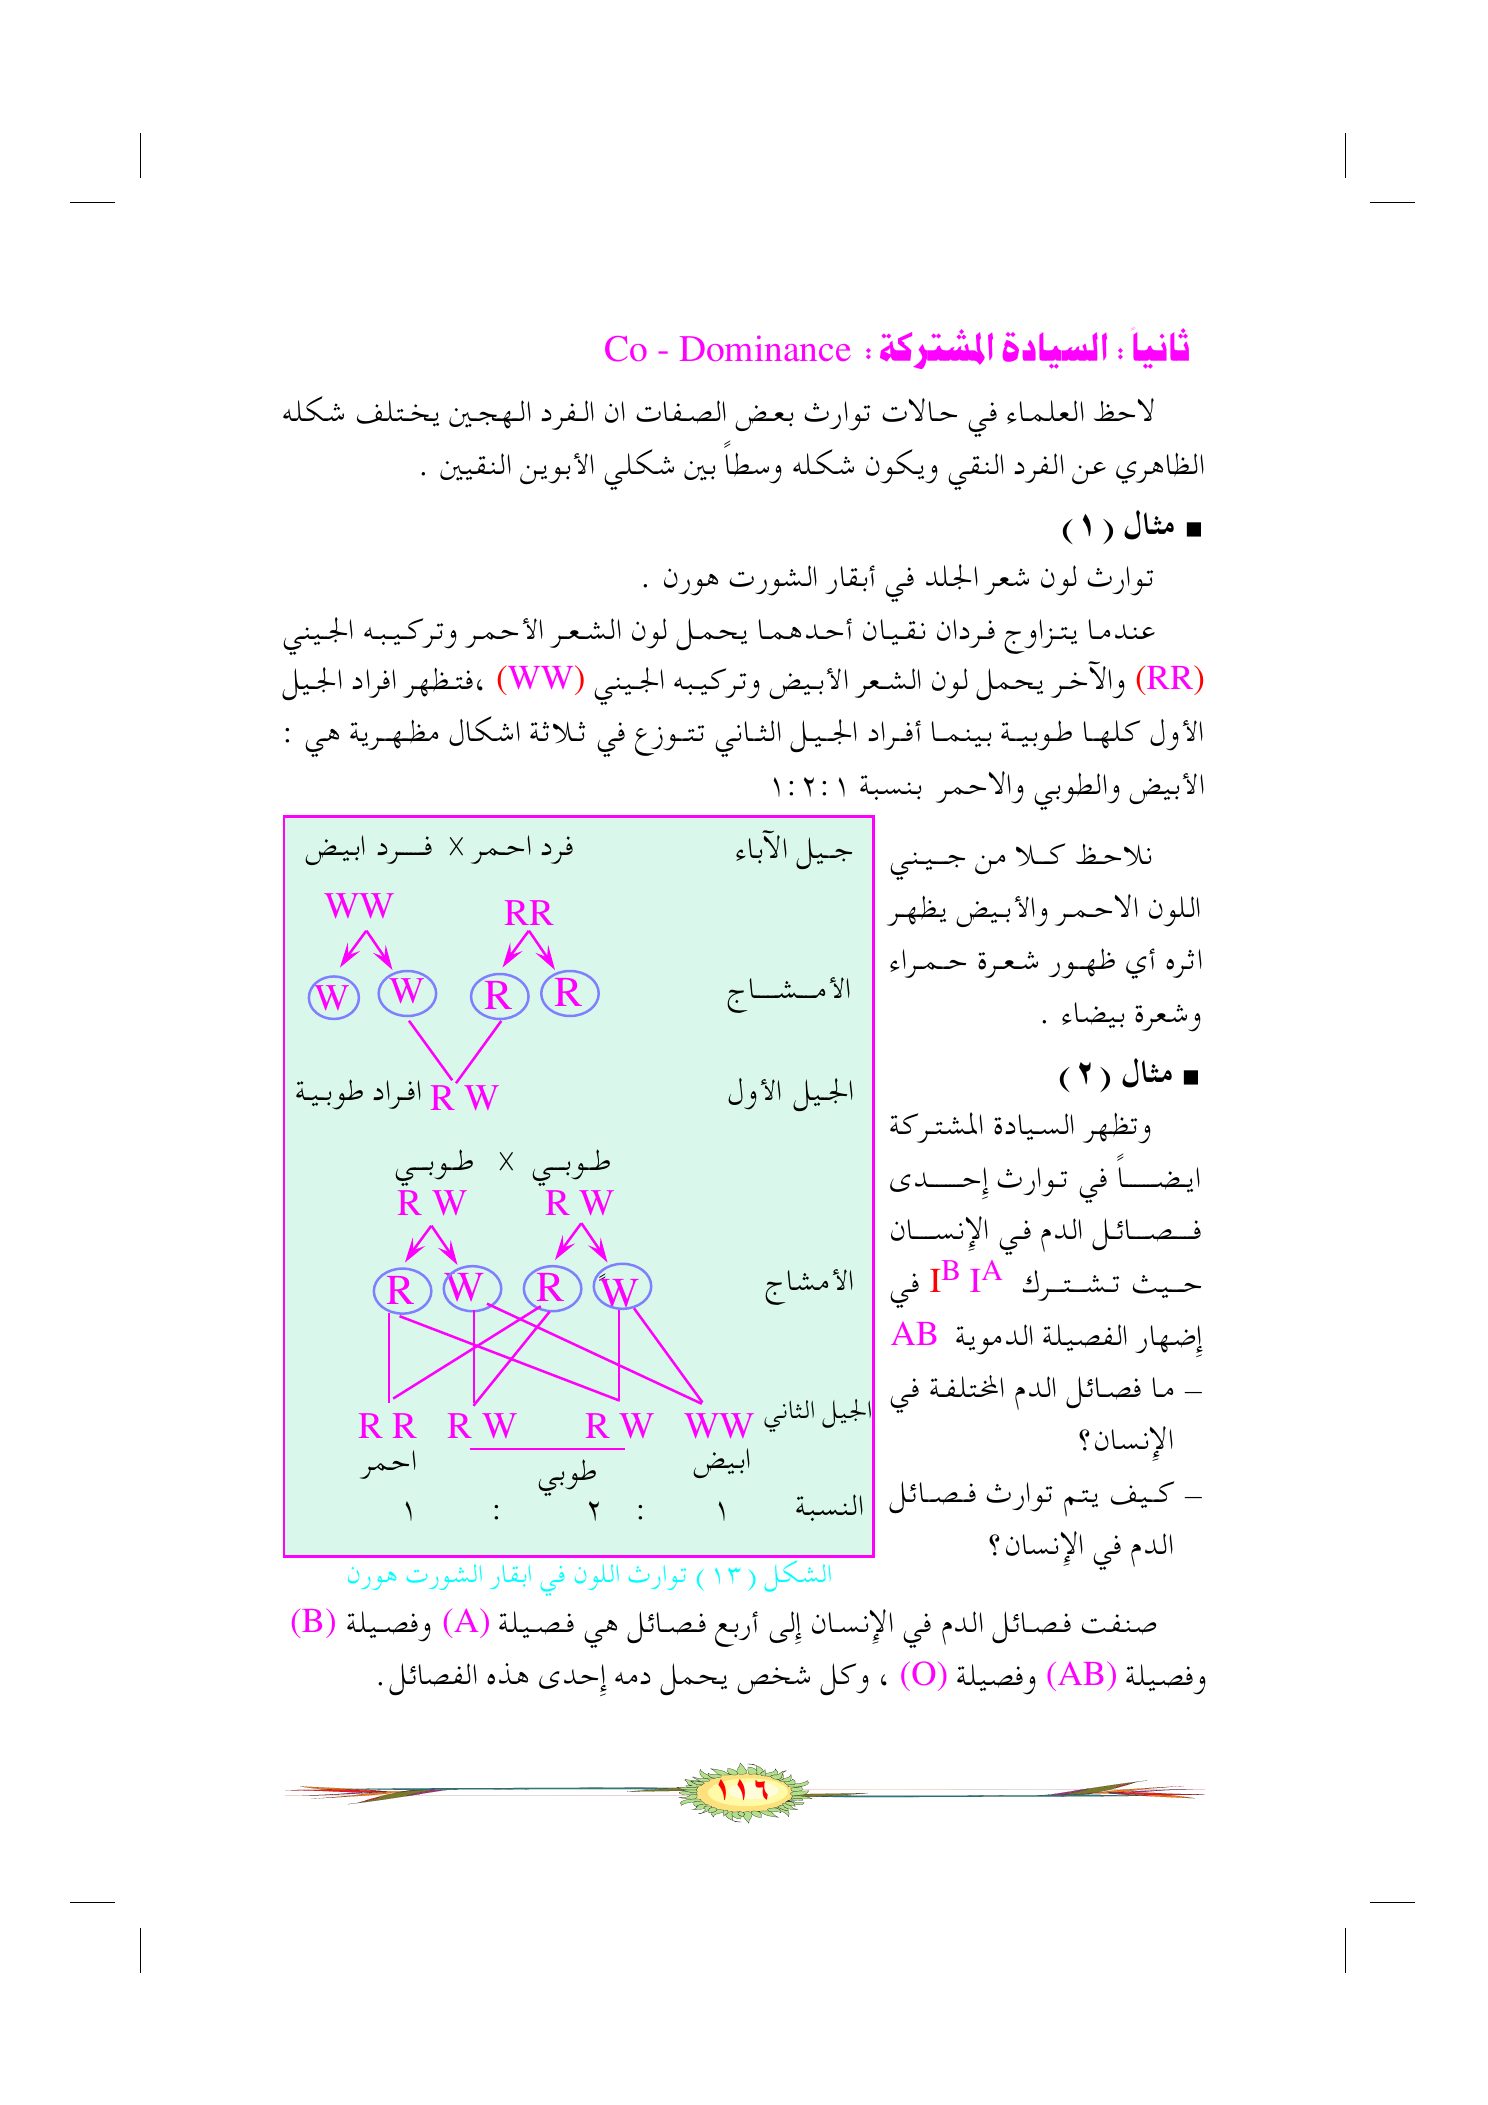 ثانياً : السيادة المشتركة : Co - Dominance
لاحظ العلماء في حالات توارث بعض الصفات ان الفرد الهجين يختلف شكله
الظاهري عن الفرد النقي ويكون شكله وسطاً بين شكلي الأبوين النقيين .
■ مثال ( ١ )
توارث لون شعر الجلد في أبقار الشورت هورن .
عندما يتزاوج فردان نقيان أحدهما يحمل لون الشعر الأحمر وتركيبه الجيني
(RR) والآخر يحمل لون الشعر الأبيض وتركيبه الجيني (WW) ،فتظهر افراد الجيل
الأول كلها طوبية بينما أفراد الجيل الثاني تتوزع في ثلاثة اشكال مظهرية هي :
الأبيض والطوبي والاحمر بنسبة ١ : ٢ : ١
نلاحظ كلا من جيني
اللون الاحمر والأبيض يظهر
اثره أي ظهور شعرة حمراء
وشعرة بيضاء .
■ مثال ( ٢ )
وتظهر السيادة المشتركة
ايضاً في توارث إحدى
فصائل الدم في الإنسان
حيث تشترك I^A I^B في
إضهار الفصيلة الدموية AB
– ما فصائل الدم المختلفة في
الإنسان؟
– كيف يتم توارث فصائل
الدم في الإنسان؟
جيل الآباء فرد احمر X فرد ابيض
RR WW
الأمشاج R R W W
الجيل الأول R W افراد طوبية
طوبي X طوبي
R W R W
الأمشاج W R W R
الجيل الثاني WW R W R W R R
ابيض طوبي احمر
النسبة ١ : ٢ : ١
الشكل ( ١٣ ) توارث اللون في ابقار الشورت هورن
صنفت فصائل الدم في الإنسان إلى أربع فصائل هي فصيلة (A) وفصيلة (B)
وفصيلة (AB) وفصيلة (O) ، وكل شخص يحمل دمه إحدى هذه الفصائل.
١١٦